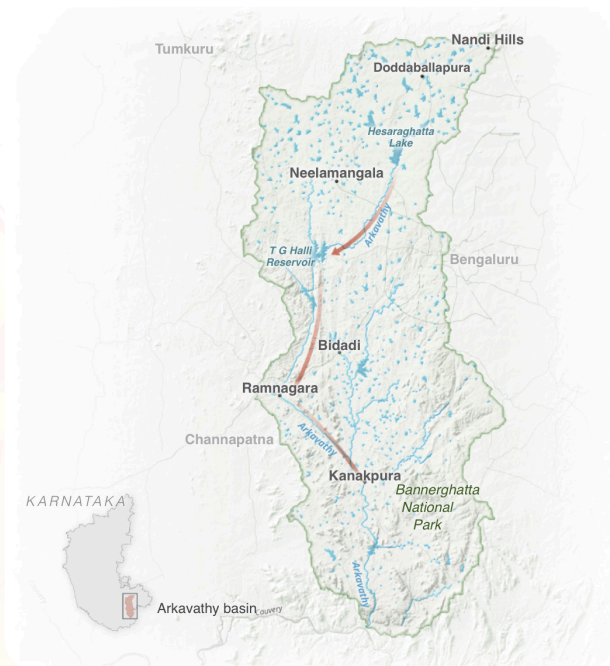 Nandi Hills
Tumkuru
Doddaballapura
Hesaraghatta
Lake
Neelamangala
Arkavathy
T G Halli
Reservoir
Bengaluru
Bidadi
Ramnagara
Arkavathy
Channapatna
Kanakpura
Bannerghatta
National
Park
KARNATAKA
Arkavathy
Arkavathy basin
Cauvery